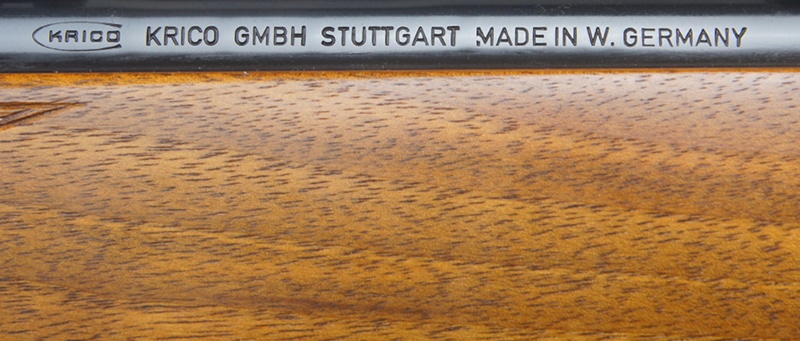 KRICO KRICO GMBH STUTTGART MADE IN W. GERMANY